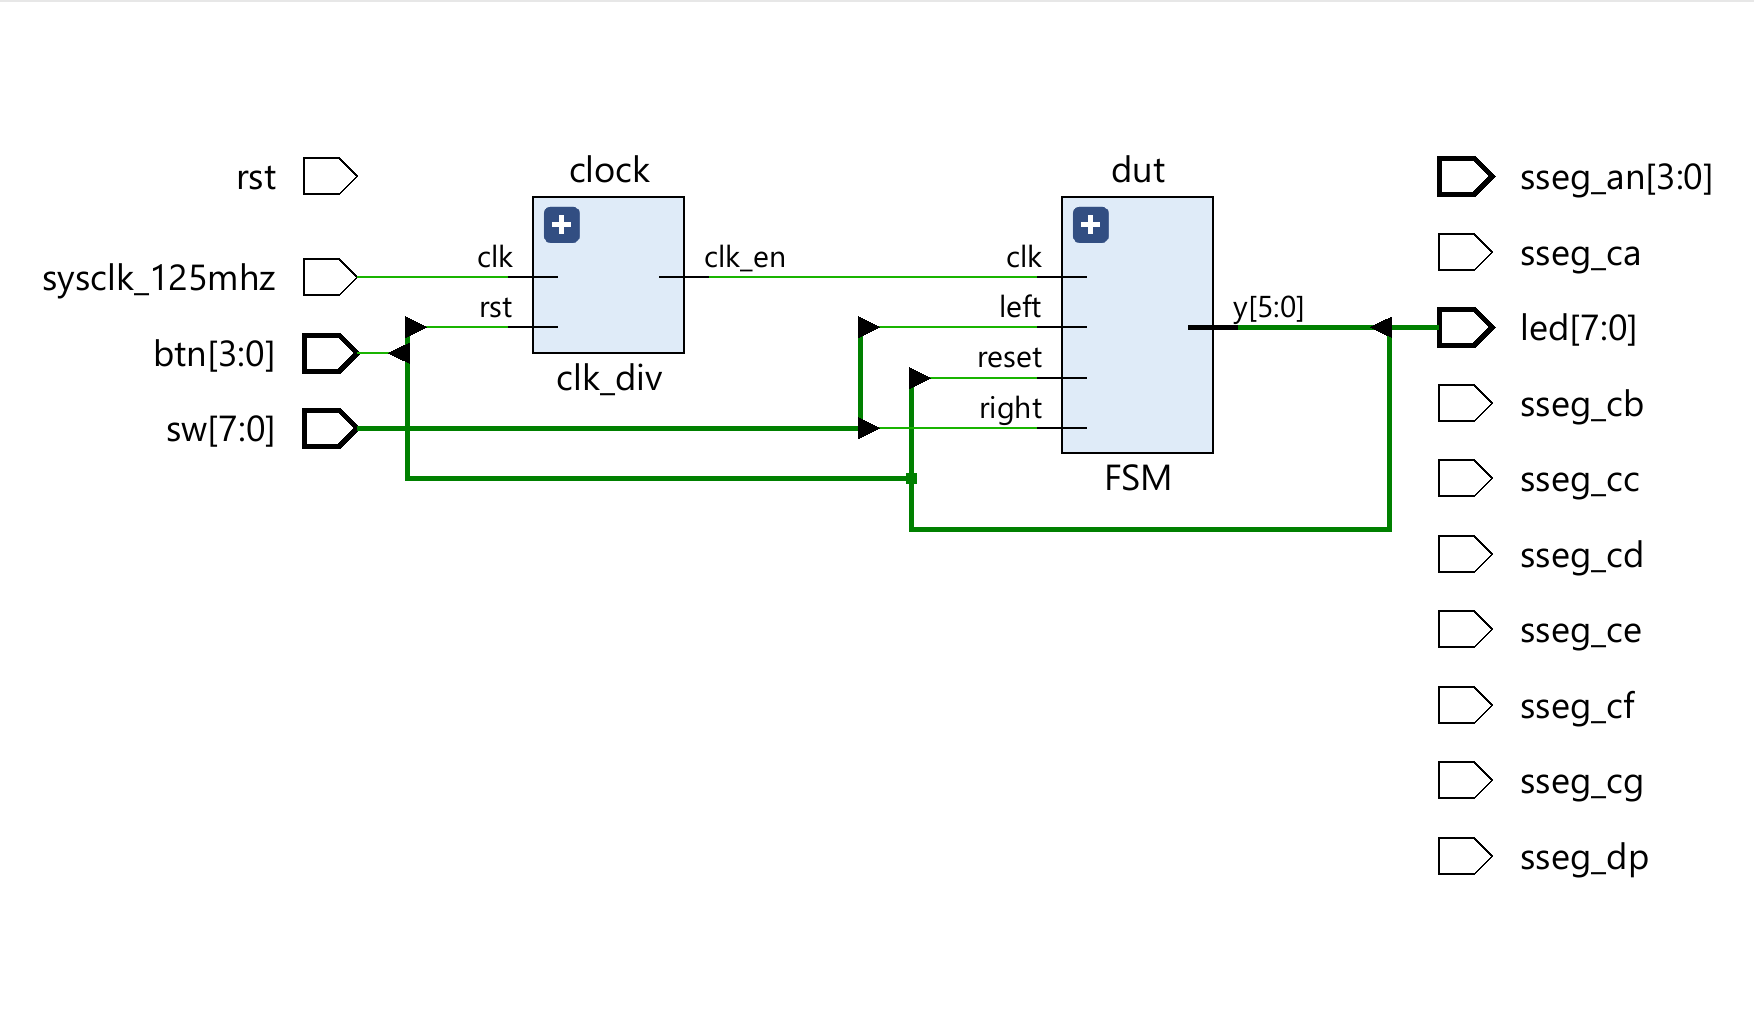 rst
sysclk_125mhz
btn[3:0]
sw[7:0]
clock
clk
rst
clk_en
clk_div
dut
clk
left
reset
right
y[5:0]
FSM
sseg_an[3:0]
sseg_ca
led[7:0]
sseg_cb
sseg_cc
sseg_cd
sseg_ce
sseg_cf
sseg_cg
sseg_dp